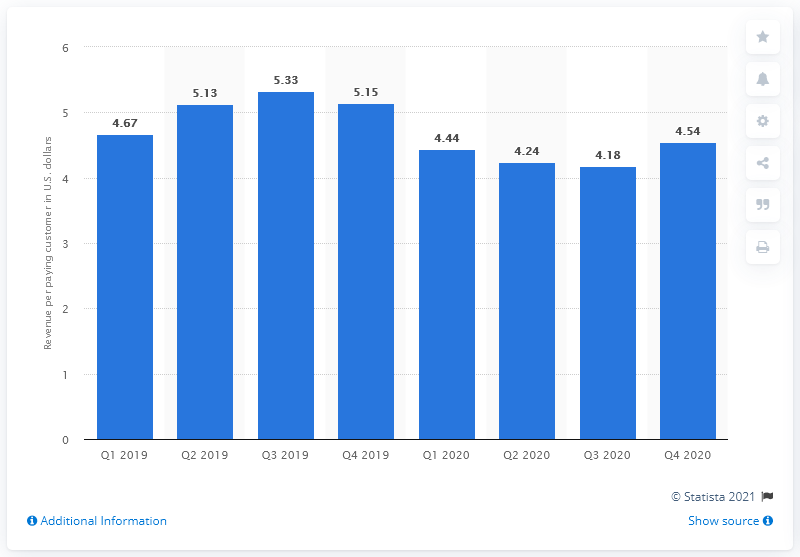 Revenue per paying customer in U.S. dollars
6
5
4
3
2
1
0
4.67
5.13
5.33
5.15
4.44
4.24
4.18
4.54
Q1 2019
Q2 2019
Q3 2019
Q4 2019
Q1 2020
Q2 2020
Q3 2020
Q4 2020
© Statista 2021
Additional Information
Show source